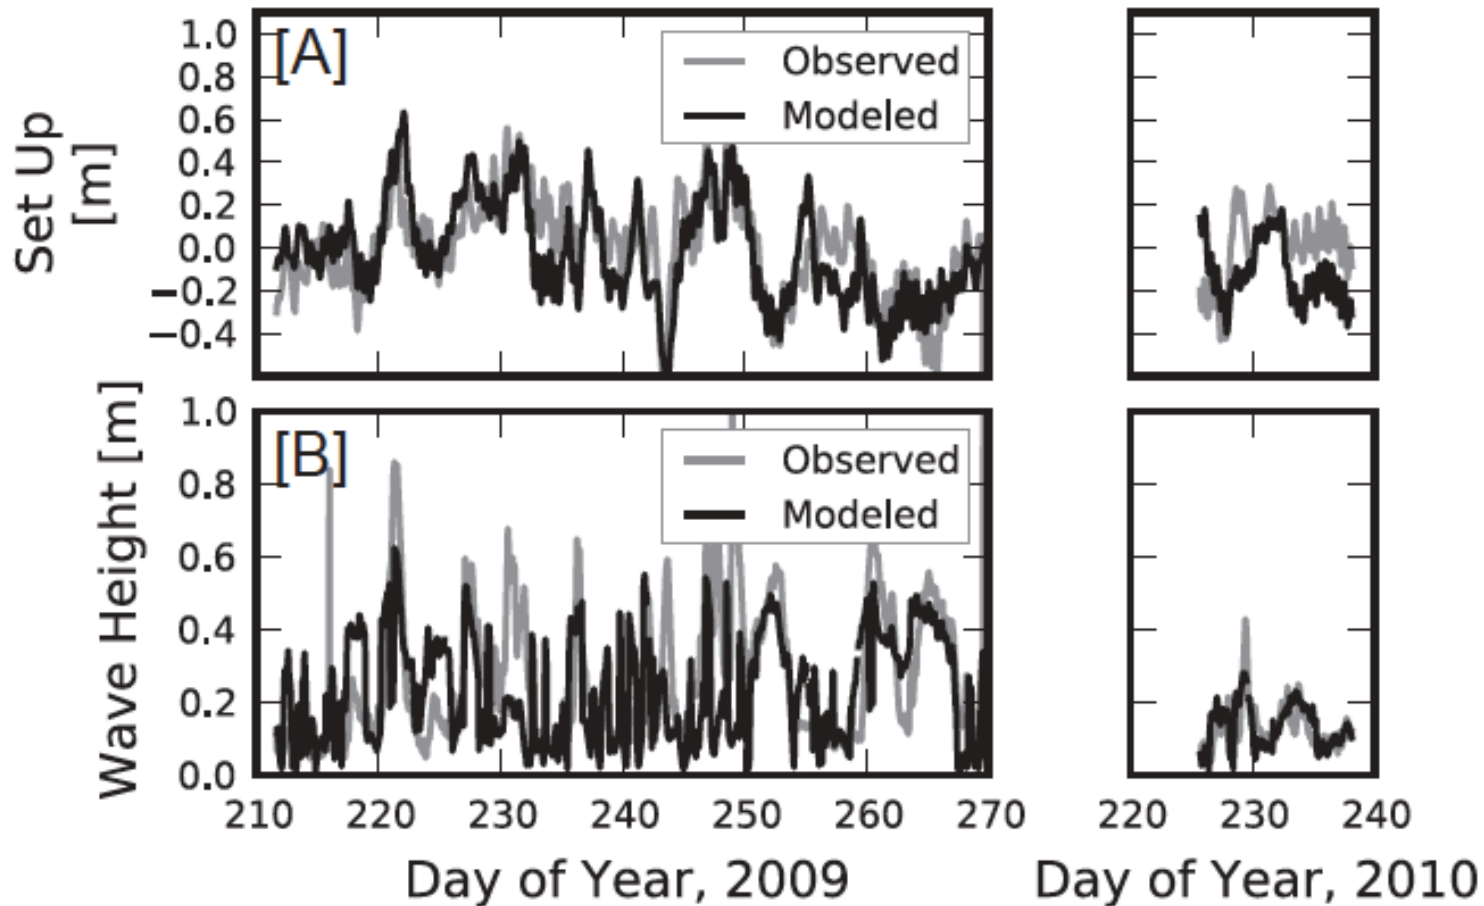 [A]
Observed
Modeled
Set Up
[m]
1.0
0.8
0.6
0.4
0.2
0.0
−0.2
−0.4
[B]
Observed
Modeled
Wave Height [m]
1.0
0.8
0.6
0.4
0.2
0.0
210 220 230 240 250 260 270
220 230 240
Day of Year, 2009
Day of Year, 2010